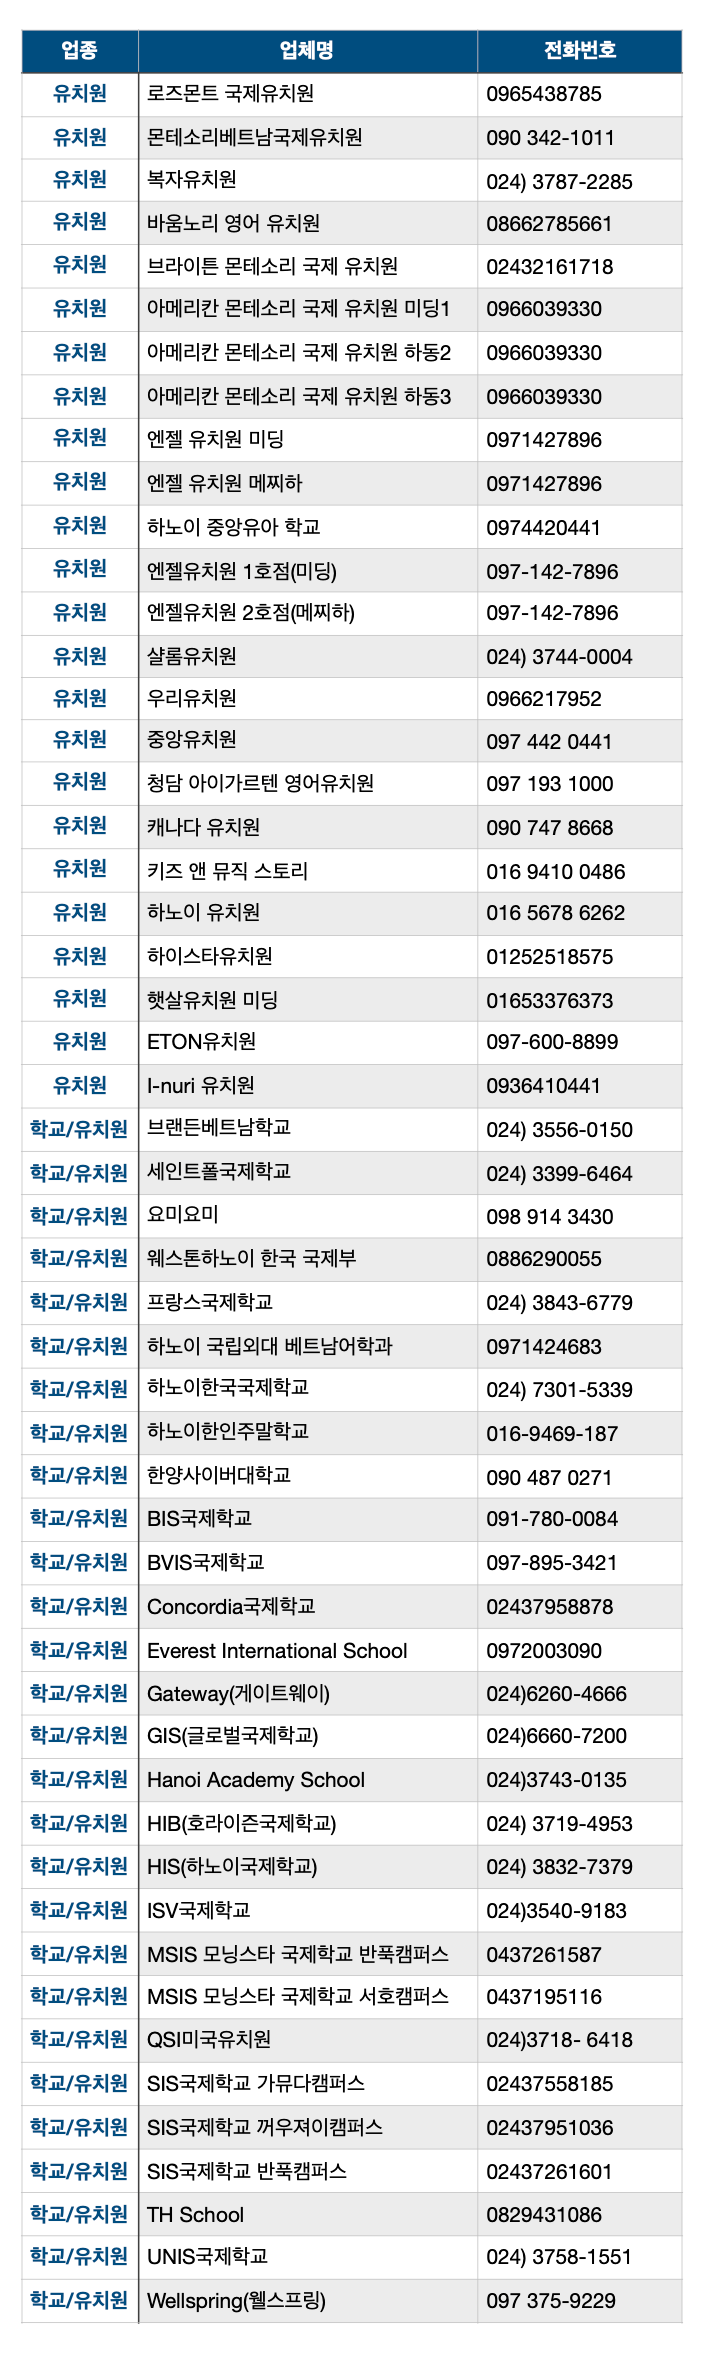 업종 업체명 전화번호
유치원 로즈몬트 국제유치원 0965438785
유치원 몬테소리베트남국제유치원 090 342-1011
유치원 복자유치원 024) 3787-2285
유치원 바움노리 영어 유치원 08662785661
유치원 브라이튼 몬테소리 국제 유치원 02432161718
유치원 아메리칸 몬테소리 국제 유치원 미딩1 0966039330
유치원 아메리칸 몬테소리 국제 유치원 하동2 0966039330
유치원 아메리칸 몬테소리 국제 유치원 하동3 0966039330
유치원 엔젤 유치원 미딩 0971427896
유치원 엔젤 유치원 메찌하 0971427896
유치원 하노이 중앙유아 학교 0974420441
유치원 엔젤유치원 1호점(미딩) 097-142-7896
유치원 엔젤유치원 2호점(메찌하) 097-142-7896
유치원 샬롬유치원 024) 3744-0004
유치원 우리유치원 0966217952
유치원 중앙유치원 097 442 0441
유치원 청담 아이가르텐 영어유치원 097 193 1000
유치원 캐나다 유치원 090 747 8668
유치원 키즈 앤 뮤직 스토리 016 9410 0486
유치원 하노이 유치원 016 5678 6262
유치원 하이스타유치원 01252518575
유치원 햇살유치원 미딩 01653376373
유치원 ETON유치원 097-600-8899
유치원 I-nuri 유치원 0936410441
학교/유치원 브랜든베트남학교 024) 3556-0150
학교/유치원 세인트폴국제학교 024) 3399-6464
학교/유치원 요미요미 098 914 3430
학교/유치원 웨스톤하노이 한국 국제부 0886290055
학교/유치원 프랑스국제학교 024) 3843-6779
학교/유치원 하노이 국립외대 베트남어학과 0971424683
학교/유치원 하노이한국국제학교 024) 7301-5339
학교/유치원 하노이한인주말학교 016-9469-187
학교/유치원 한양사이버대학교 090 487 0271
학교/유치원 BIS국제학교 091-780-0084
학교/유치원 BVIS국제학교 097-895-3421
학교/유치원 Concordia국제학교 02437958878
학교/유치원 Everest International School 0972003090
학교/유치원 Gateway(게이트웨이) 024)6260-4666
학교/유치원 GIS(글로벌국제학교) 024)6660-7200
학교/유치원 Hanoi Academy School 024)3743-0135
학교/유치원 HIB(호라이즌국제학교) 024) 3719-4953
학교/유치원 HIS(하노이국제학교) 024) 3832-7379
학교/유치원 ISV국제학교 024)3540-9183
학교/유치원 MSIS 모닝스타 국제학교 반푹캠퍼스 0437261587
학교/유치원 MSIS 모닝스타 국제학교 서호캠퍼스 0437195116
학교/유치원 QSI미국유치원 024)3718- 6418
학교/유치원 SIS국제학교 가뮤다캠퍼스 02437558185
학교/유치원 SIS국제학교 꺼우져이캠퍼스 02437951036
학교/유치원 SIS국제학교 반푹캠퍼스 02437261601
학교/유치원 TH School 0829431086
학교/유치원 UNIS국제학교 024) 3758-1551
학교/유치원 Wellspring(웰스프링) 097 375-9229